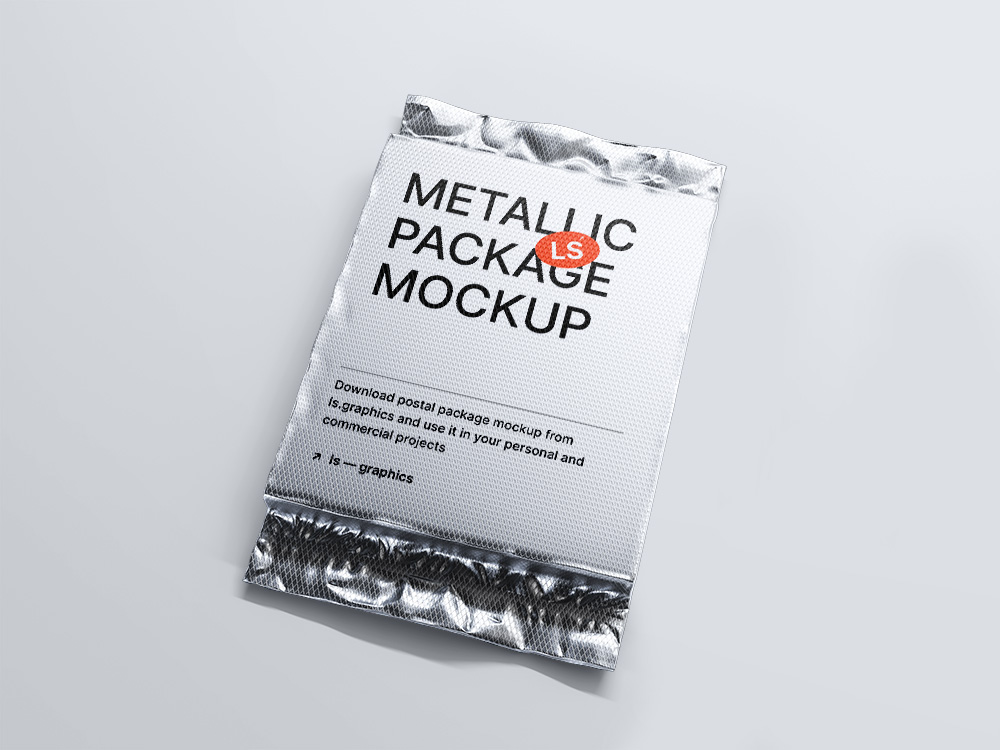 METALLIC
PACKAGE
MOCKUP
LS
Download postal package mockup from
ls.graphics and use it in your personal and
commercial projects
↗ ls — graphics